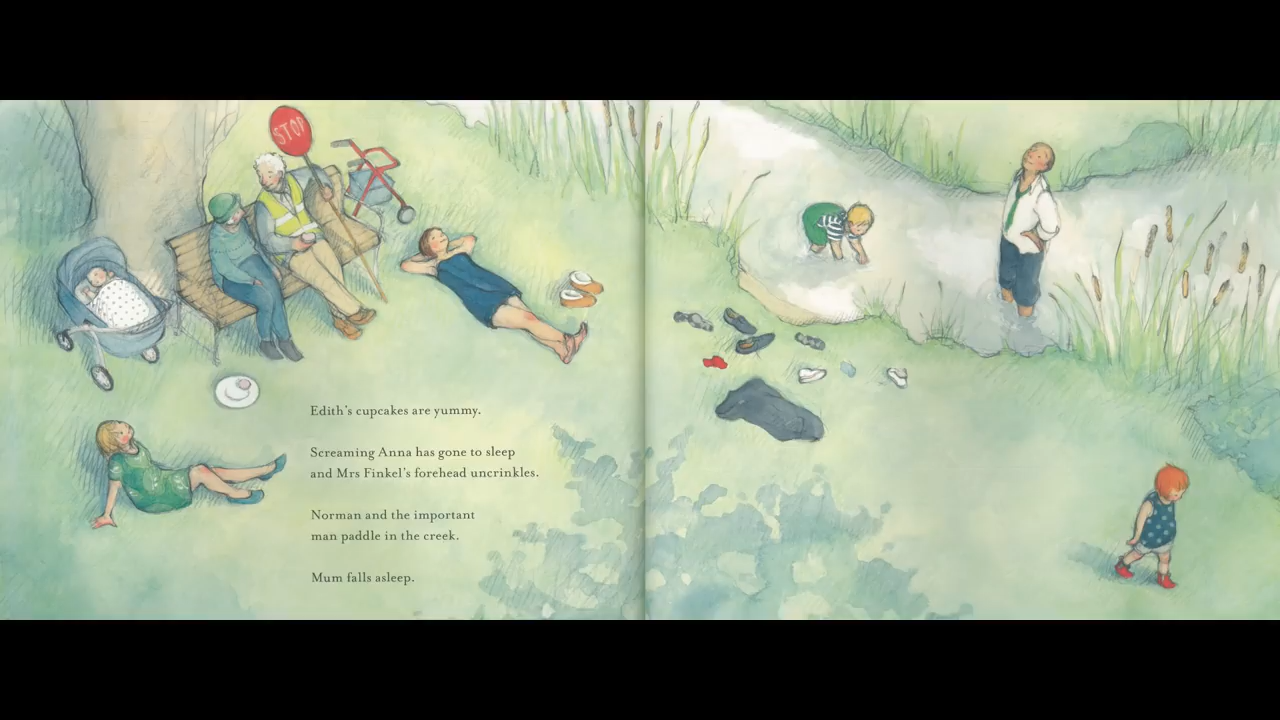 STOP
Edith's cupcakes are yummy.
Screaming Anna has gone to sleep
and Mrs Finkel's forehead uncrinkles.
Norman and the important
man paddle in the creek.
Mum falls asleep.